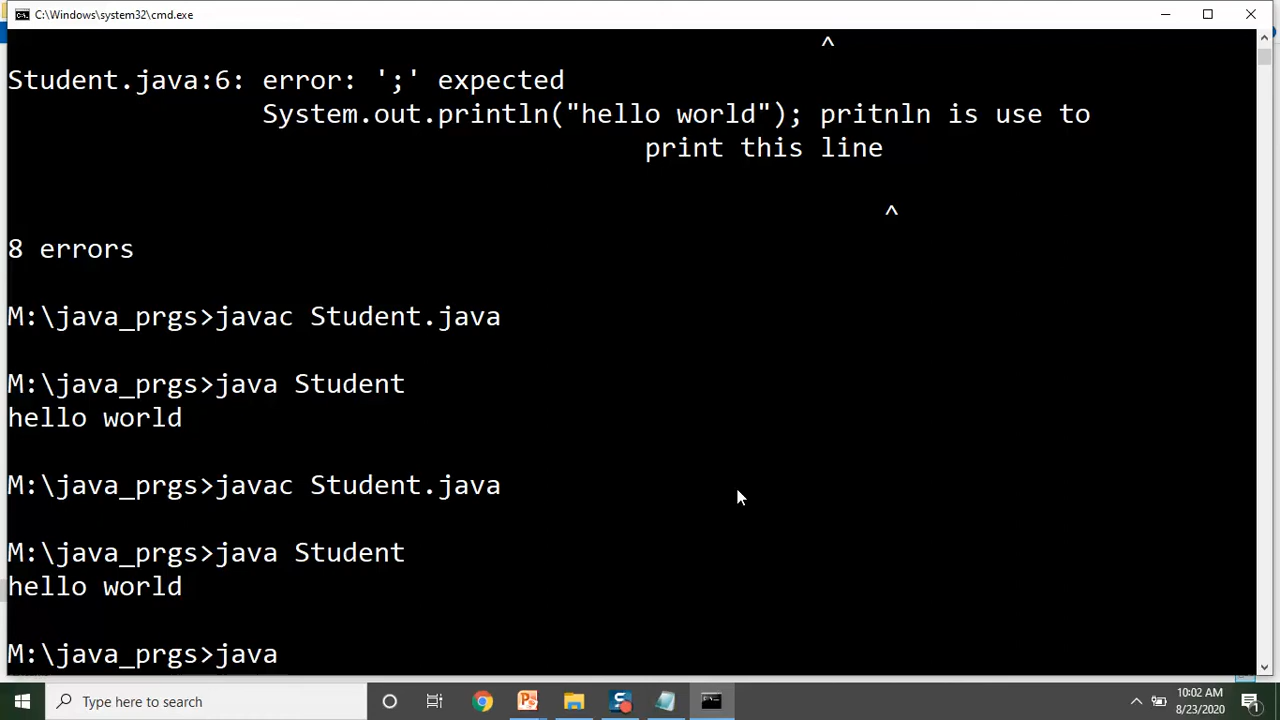 C:\Windows\system32\cmd.exe
^
Student.java:6: error: ';' expected
System.out.println("hello world"); pritnln is use to
print this line
^
8 errors
M:\java_prgs>javac Student.java
M:\java_prgs>java Student
hello world
M:\java_prgs>javac Student.java
M:\java_prgs>java Student
hello world
M:\java_prgs>java
Type here to search
10:02 AM
8/23/2020
1